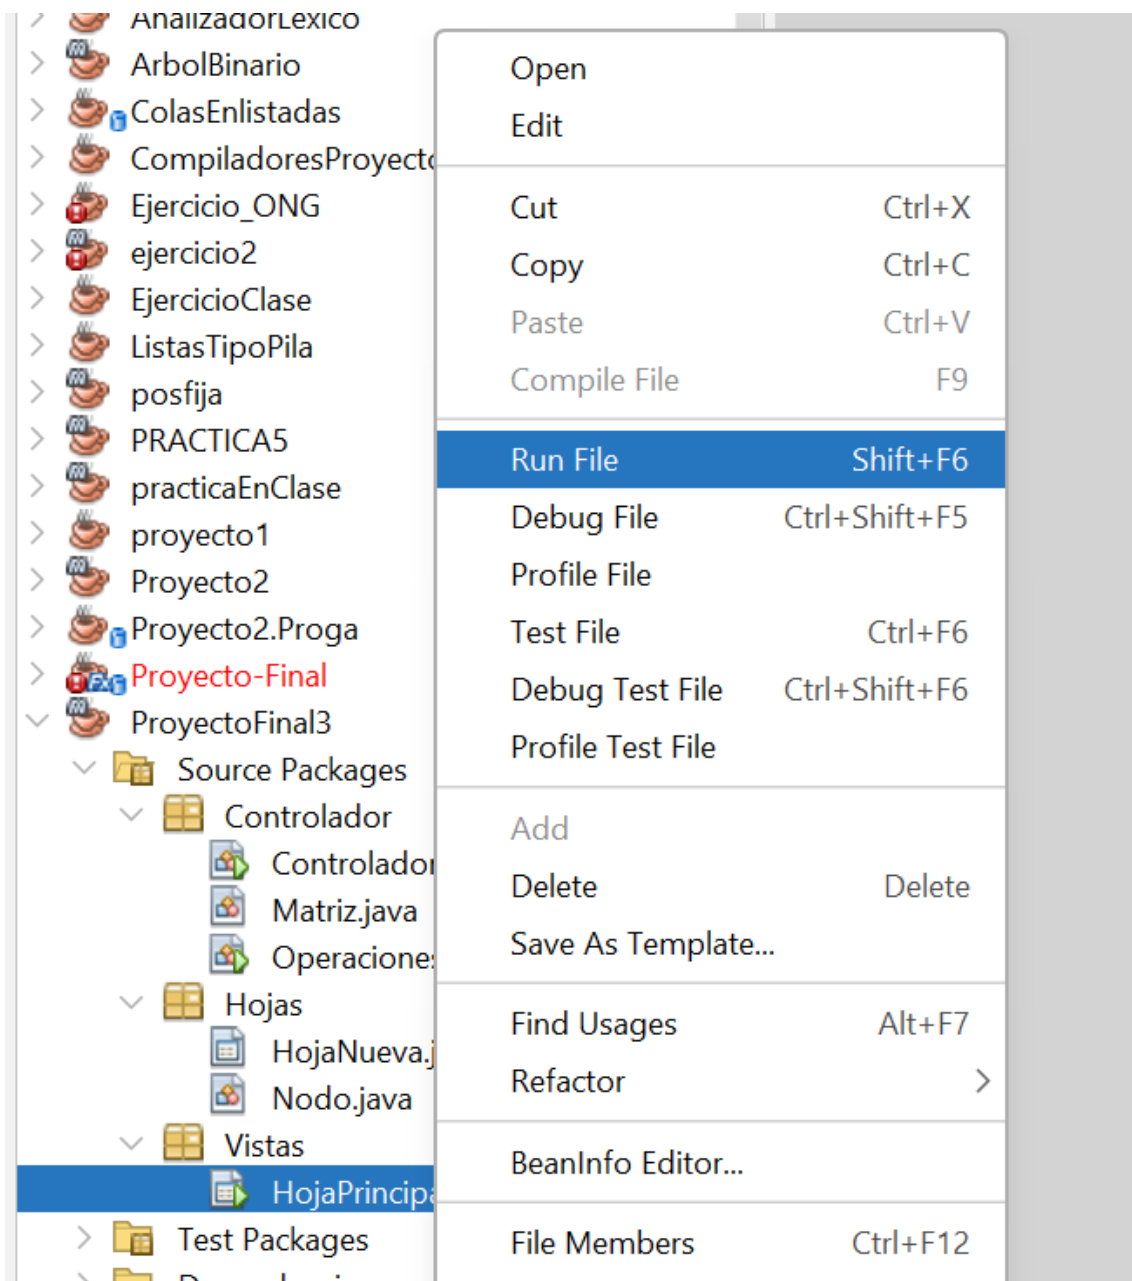 AnalizadorLexico
ArbolBinario
ColasEnlistadas
CompiladoresProyecto
Ejercicio_ONG
ejercicio2
EjercicioClase
ListasTipoPila
posfija
PRACTICA5
practicaEnClase
proyecto1
Proyecto2
Proyecto2.Proga
Proyecto-Final
ProyectoFinal3
Source Packages
Controlador
Controlador
Matriz.java
Operaciones
Hojas
HojaNueva.j
Nodo.java
Vistas
HojaPrincipa
Test Packages
Open
Edit
Cut Ctrl+X
Copy Ctrl+C
Paste Ctrl+V
Compile File F9
Run File Shift+F6
Debug File Ctrl+Shift+F5
Profile File
Test File Ctrl+F6
Debug Test File Ctrl+Shift+F6
Profile Test File
Add
Delete Delete
Save As Template...
Find Usages Alt+F7
Refactor
BeanInfo Editor...
File Members Ctrl+F12